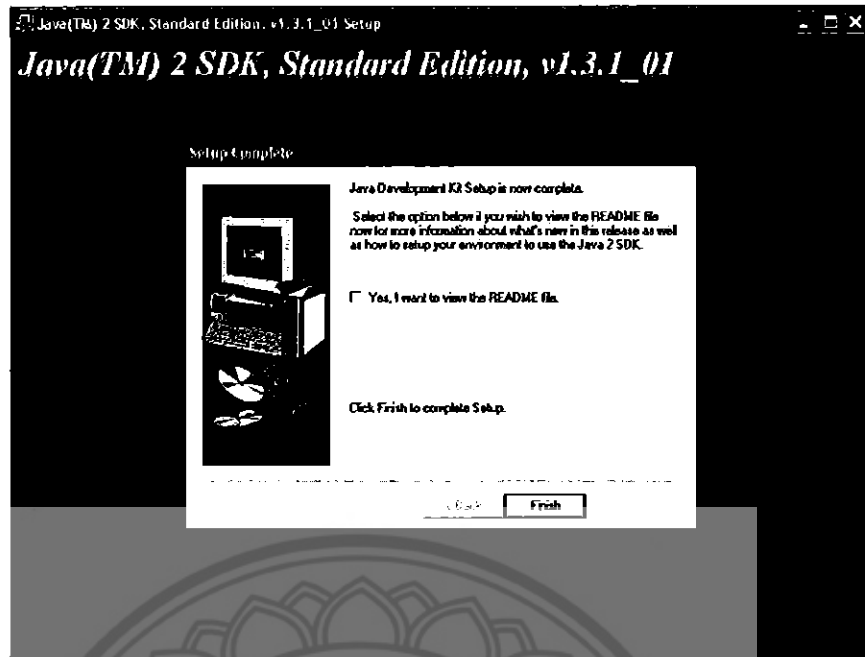 Java(TM) 2 SDK, Standard Edition, v1.3.1_01 Setup
Java(TM) 2 SDK, Standard Edition, v1.3.1_01
Setup Complete
Java Development Kit Setup is now complete.
Select the option below if you wish to view the README file
now for more information about what's new in this release as well
as how to setup your environment to use the Java 2 SDK.
Yes, I want to view the README file.
Click Finish to complete Setup.
< Back
Finish